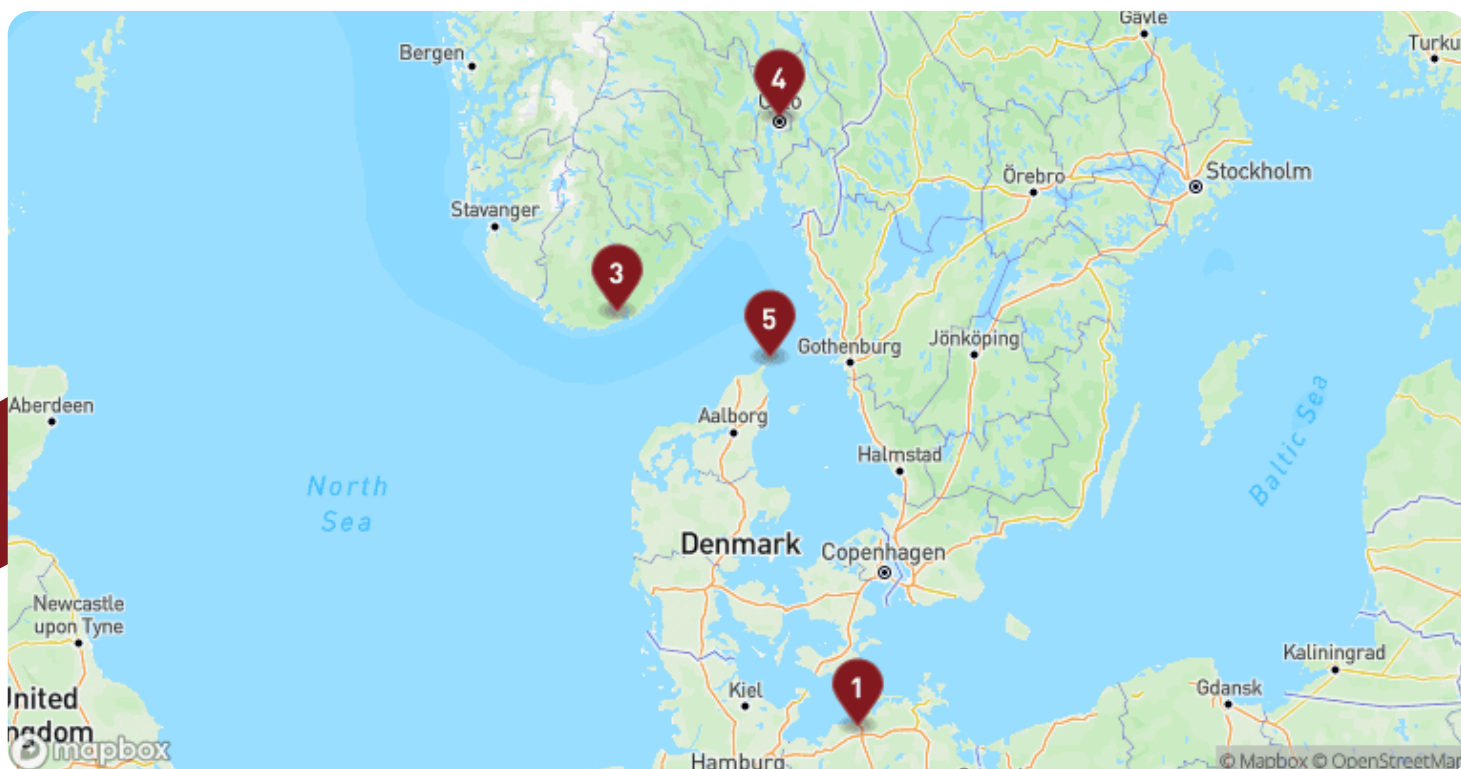 Gävle
Bergen
Turku
4
Örebro
Stockholm
Stavanger
3
5
Gothenburg
Jönköping
Aberdeen
Aalborg
Baltic Sea
Halmstad
North
Sea
Denmark
Copenhagen
Newcastle
upon Tyne
Kaliningrad
1
Kiel
Gdansk
United
mapbox
Hamburg
© Mapbox © OpenStreetMap